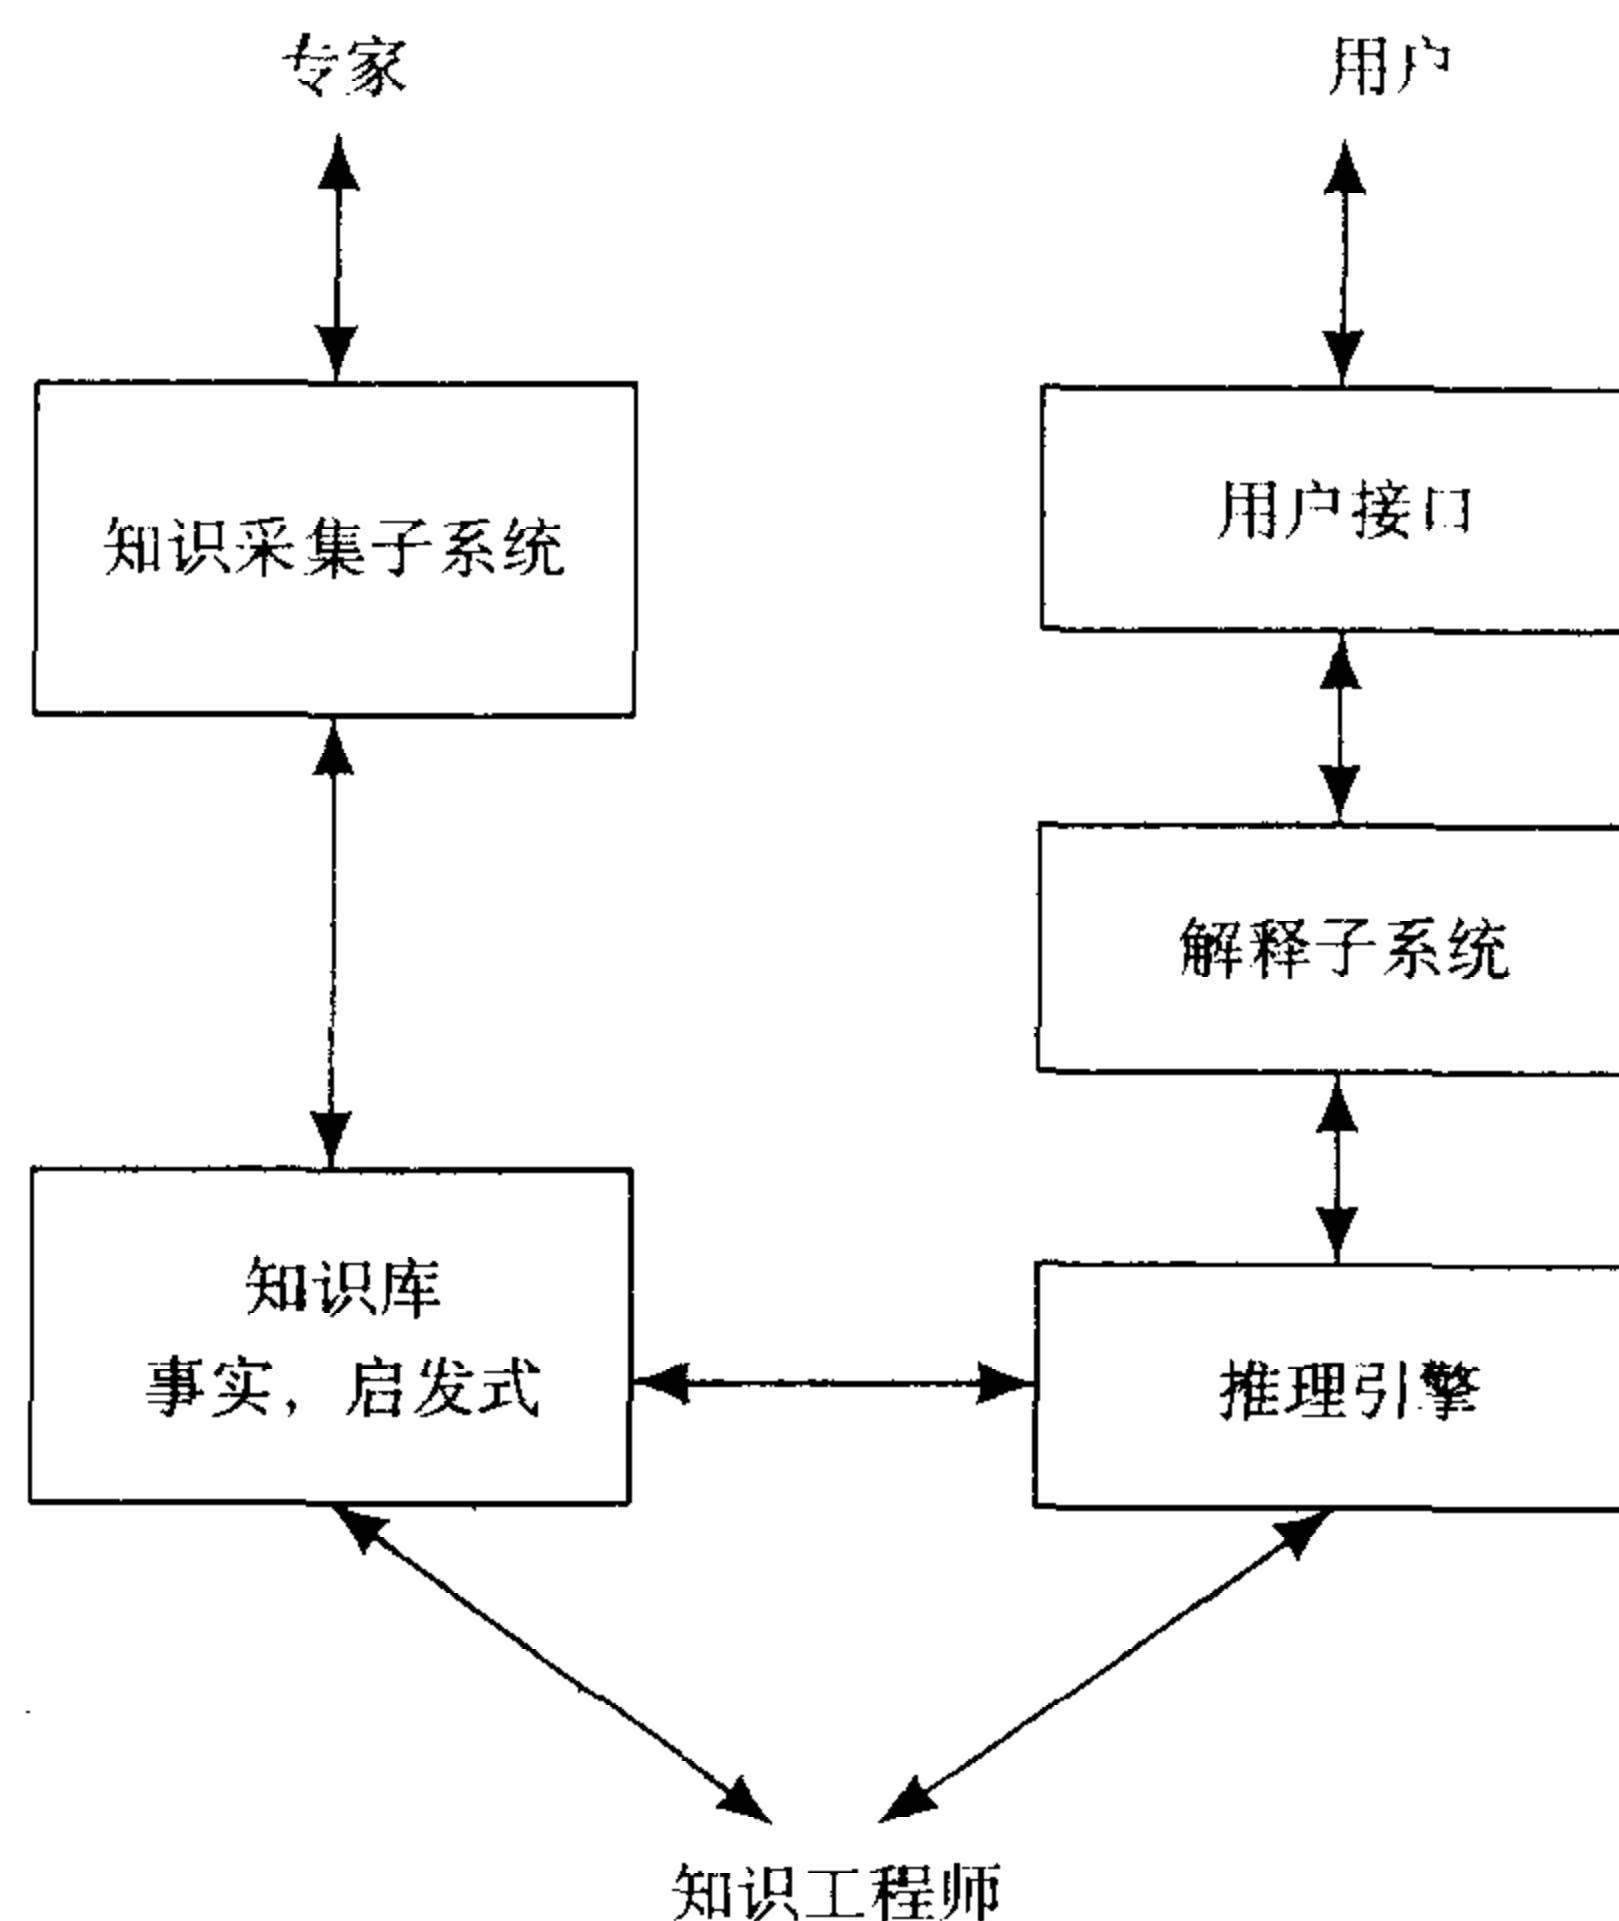 专家
用户
知识采集子系统
用户接口
解释子系统
知识库
事实，启发式
推理引擎
知识工程师